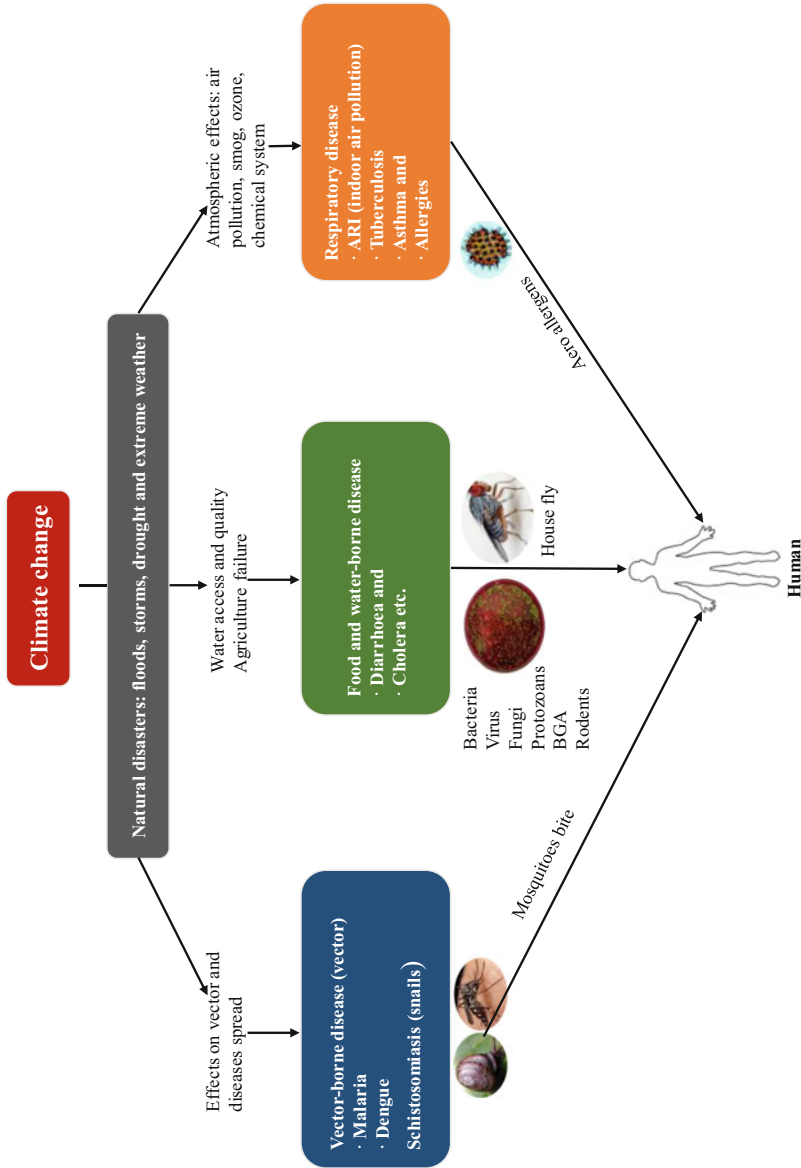 Climate change
Natural disasters: floods, storms, drought and extreme weather
Effects on vector and
diseases spread
Water access and quality
Agriculture failure
Atmospheric effects: air
pollution, smog, ozone,
chemical system
Vector-borne disease (vector)
· Malaria
· Dengue
Schistosomiasis (snails)
Food and water-borne disease
· Diarrhoea and
· Cholera etc.
Respiratory disease
· ARI (indoor air pollution)
· Tuberculosis
· Asthma and
· Allergies
Mosquitoes bite
Bacteria
Virus
Fungi
Protozoans
BGA
Rodents
House fly
Aero allergens
Human